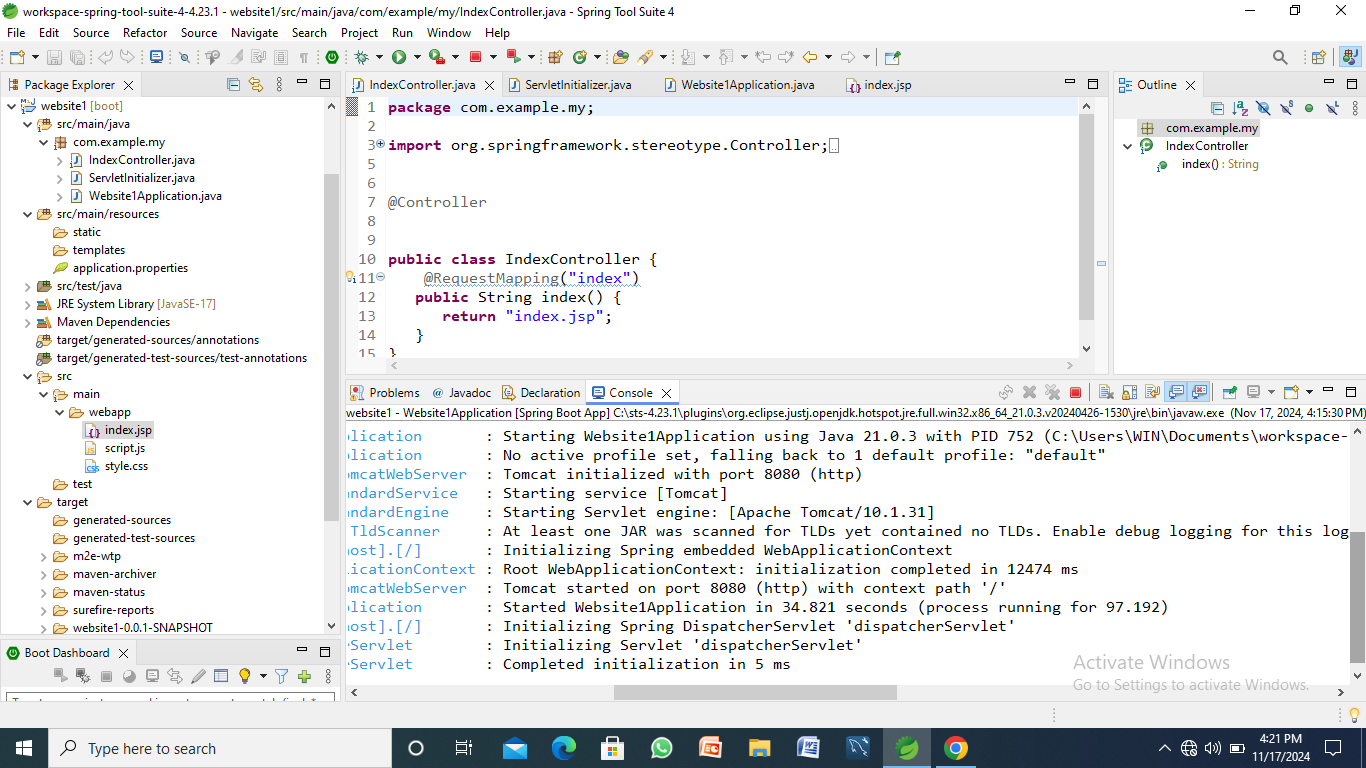 workspace-spring-tool-suite-4-4.23.1 - website1/src/main/java/com/example/my/IndexController.java - Spring Tool Suite 4
File Edit Source Refactor Source Navigate Search Project Run Window Help
Package Explorer
website1 [boot]
src/main/java
com.example.my
IndexController.java
ServletInitializer.java
Website1Application.java
src/main/resources
static
templates
application.properties
src/test/java
JRE System Library [JavaSE-17]
Maven Dependencies
target/generated-sources/annotations
target/generated-test-sources/test-annotations
src
main
webapp
index.jsp
script.js
style.css
test
target
generated-sources
generated-test-sources
m2e-wtp
maven-archiver
maven-status
surefire-reports
website1-0.0.1-SNAPSHOT
Boot Dashboard
IndexController.java ServletInitializer.java Website1Application.java index.jsp
1 package com.example.my;
2
3 import org.springframework.stereotype.Controller;
5
6
7 @Controller
8
9
10 public class IndexController {
11 @RequestMapping("index")
12 public String index() {
13 return "index.jsp";
14 }
15 }
Outline
com.example.my
IndexController
index() : String
Problems @ Javadoc Declaration Console
website1 - Website1Application [Spring Boot App] C:\sts-4.23.1\plugins\org.eclipse.justj.openjdk.hotspot.jre.full.win32.x86_64_21.0.3.v20240426-1530\jre\bin\javaw.exe (Nov 17, 2024, 4:15:30 PM)
lication : Starting Website1Application using Java 21.0.3 with PID 752 (C:\Users\WIN\Documents\workspace-
lication : No active profile set, falling back to 1 default profile: "default"
omcatWebServer : Tomcat initialized with port 8080 (http)
andardService : Starting service [Tomcat]
andardEngine : Starting Servlet engine: [Apache Tomcat/10.1.31]
TldScanner : At least one JAR was scanned for TLDs yet contained no TLDs. Enable debug logging for this log
ost].[/] : Initializing Spring embedded WebApplicationContext
licationContext : Root WebApplicationContext: initialization completed in 12474 ms
omcatWebServer : Tomcat started on port 8080 (http) with context path '/'
lication : Started Website1Application in 34.821 seconds (process running for 97.192)
ost].[/] : Initializing Spring DispatcherServlet 'dispatcherServlet'
Servlet : Initializing Servlet 'dispatcherServlet'
Servlet : Completed initialization in 5 ms
Activate Windows
Go to Settings to activate Windows.
Type here to search
4:21 PM
11/17/2024